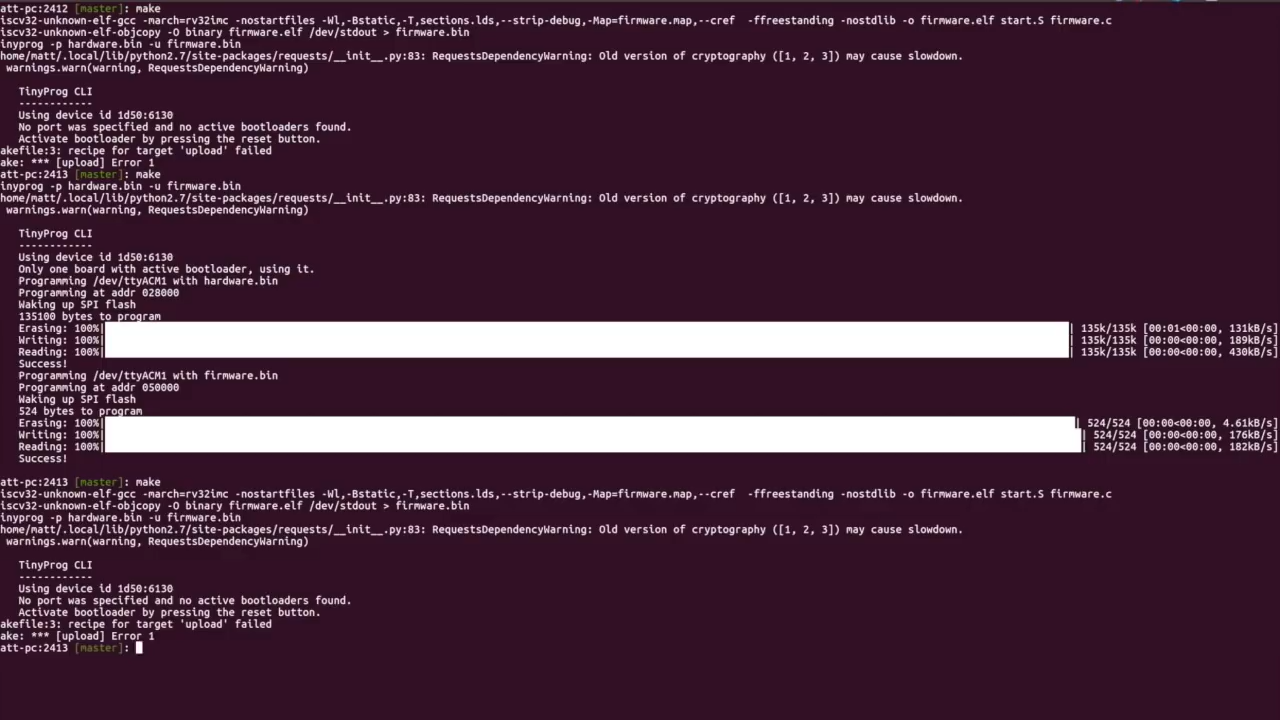 att-pc:2412 [master]: make
iscv32-unknown-elf-gcc -march=rv32imc -nostartfiles -Wl,-Bstatic,-T,sections.lds,--strip-debug,-Map=firmware.map,--cref  -ffreestanding -nostdlib -o firmware.elf start.S firmware.c
iscv32-unknown-elf-objcopy -O binary firmware.elf /dev/stdout > firmware.bin
inyprog -p hardware.bin -u firmware.bin
home/matt/.local/lib/python2.7/site-packages/requests/__init__.py:83: RequestsDependencyWarning: Old version of cryptography ([1, 2, 3]) may cause slowdown.
warnings.warn(warning, RequestsDependencyWarning)
TinyProg CLI
------------
Using device id 1d50:6130
No port was specified and no active bootloaders found.
Activate bootloader by pressing the reset button.
akefile:3: recipe for target 'upload' failed
ake: *** [upload] Error 1
att-pc:2413 [master]: make
inyprog -p hardware.bin -u firmware.bin
home/matt/.local/lib/python2.7/site-packages/requests/__init__.py:83: RequestsDependencyWarning: Old version of cryptography ([1, 2, 3]) may cause slowdown.
warnings.warn(warning, RequestsDependencyWarning)
TinyProg CLI
------------
Using device id 1d50:6130
Only one board with active bootloader, using it.
Programming /dev/ttyACM1 with hardware.bin
Programming at addr 028000
Waking up SPI flash
135100 bytes to program
Erasing: 100%| | 135k/135k [00:01<00:00, 131kB/s]
Writing: 100%| | 135k/135k [00:00<00:00, 189kB/s]
Reading: 100%| | 135k/135k [00:00<00:00, 430kB/s]
Success!
Programming /dev/ttyACM1 with firmware.bin
Programming at addr 050000
Waking up SPI flash
524 bytes to program
Erasing: 100%| | 524/524 [00:00<00:00, 4.61kB/s]
Writing: 100%| | 524/524 [00:00<00:00, 176kB/s]
Reading: 100%| | 524/524 [00:00<00:00, 182kB/s]
Success!
att-pc:2413 [master]: make
iscv32-unknown-elf-gcc -march=rv32imc -nostartfiles -Wl,-Bstatic,-T,sections.lds,--strip-debug,-Map=firmware.map,--cref  -ffreestanding -nostdlib -o firmware.elf start.S firmware.c
iscv32-unknown-elf-objcopy -O binary firmware.elf /dev/stdout > firmware.bin
inyprog -p hardware.bin -u firmware.bin
home/matt/.local/lib/python2.7/site-packages/requests/__init__.py:83: RequestsDependencyWarning: Old version of cryptography ([1, 2, 3]) may cause slowdown.
warnings.warn(warning, RequestsDependencyWarning)
TinyProg CLI
------------
Using device id 1d50:6130
No port was specified and no active bootloaders found.
Activate bootloader by pressing the reset button.
akefile:3: recipe for target 'upload' failed
ake: *** [upload] Error 1
att-pc:2413 [master]: